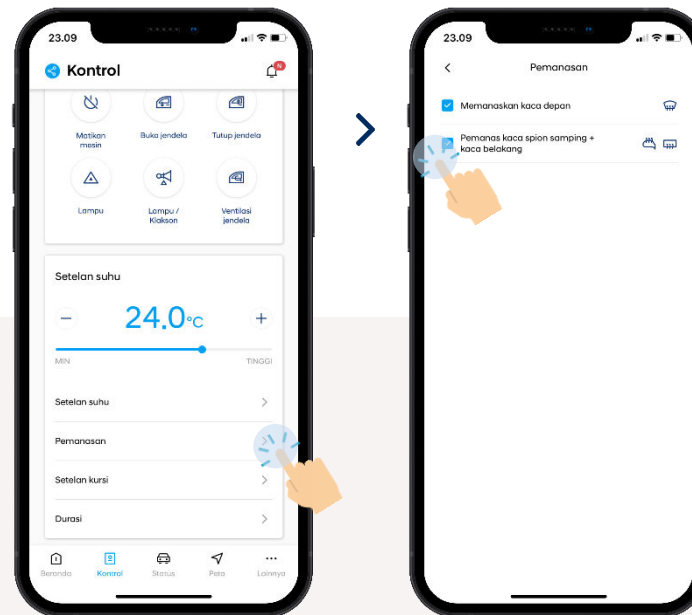 23.09
Kontrol
N
Matikan mesin
Buka jendela
Tutup jendela
Lampu
Lampu / Klakson
Ventilasi jendela
Setelan suhu
24.0°C
MIN
TINGGI
Setelan suhu
Pemanasan
Setelan kursi
Durasi
Beranda
Kontrol
Status
Peta
Lainnya
23.09
Pemanasan
Memanaskan kaca depan
Pemanas kaca spion samping +
kaca belakang